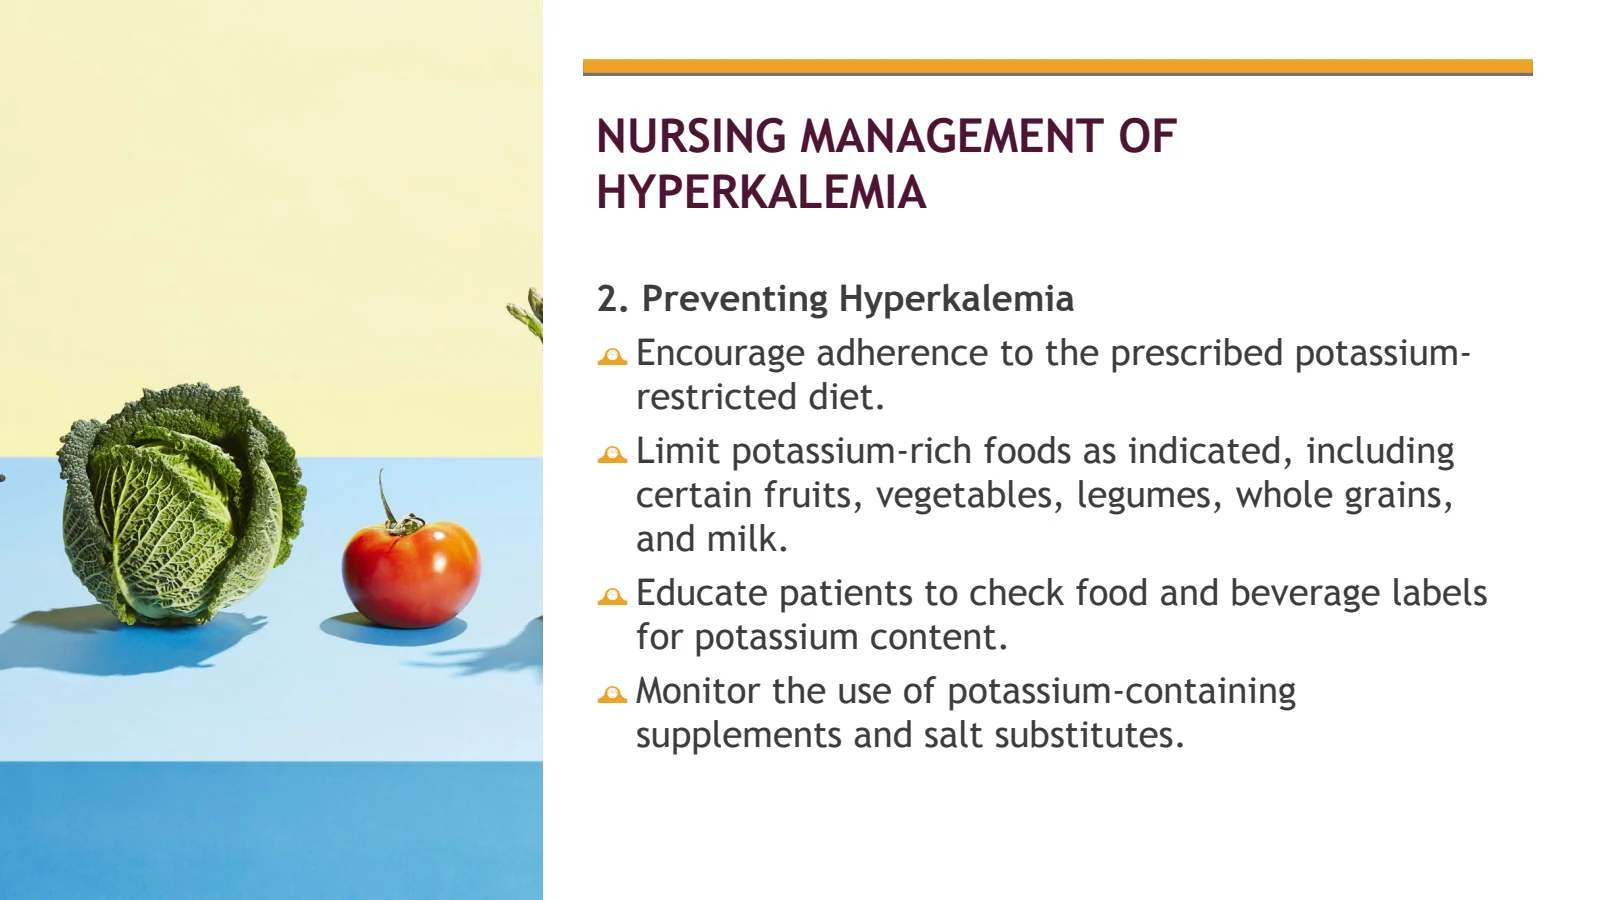 NURSING MANAGEMENT OF
HYPERKALEMIA
2. Preventing Hyperkalemia
Encourage adherence to the prescribed potassium-
restricted diet.
Limit potassium-rich foods as indicated, including
certain fruits, vegetables, legumes, whole grains,
and milk.
Educate patients to check food and beverage labels
for potassium content.
Monitor the use of potassium-containing
supplements and salt substitutes.